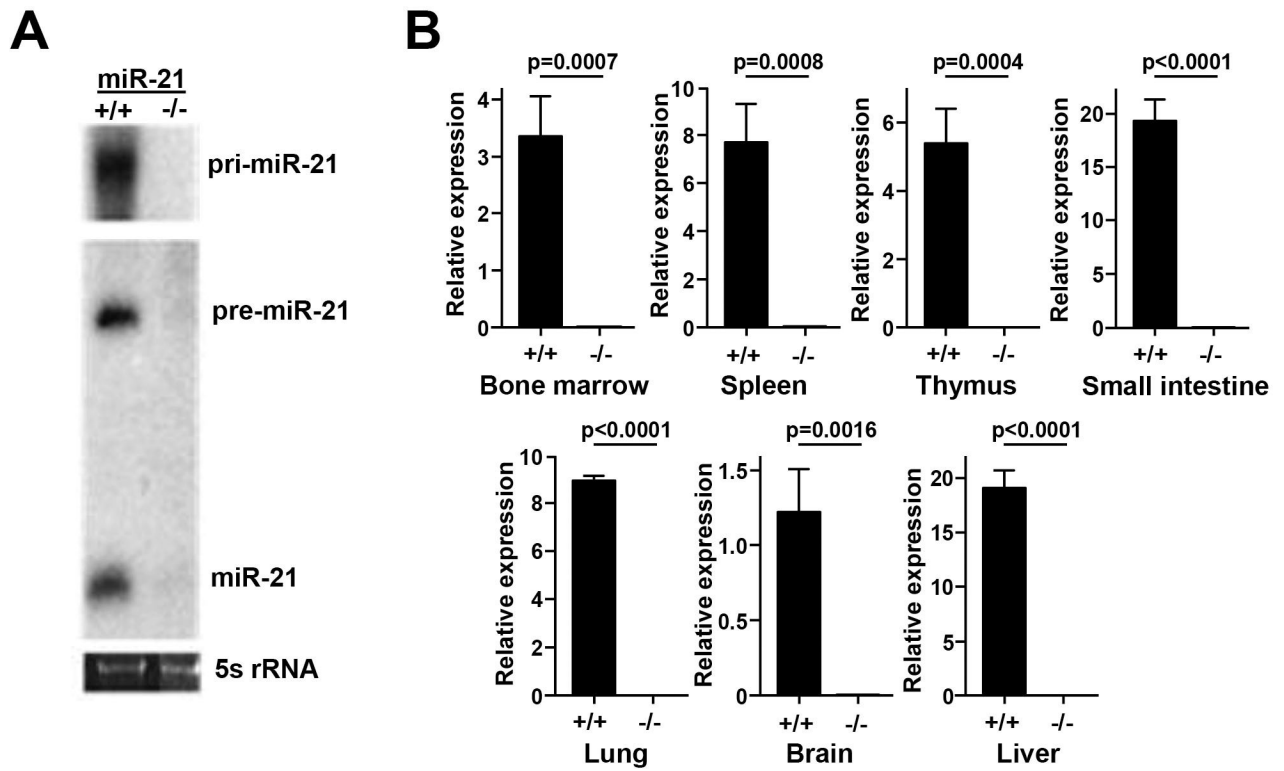 A
miR-21
+/+ -/-
pri-miR-21
pre-miR-21
miR-21
5s rRNA
B
p=0.0007
Relative expression
4
3
2
1
0
+/+ -/-
Bone marrow
p=0.0008
Relative expression
10
8
6
4
2
0
+/+ -/-
Spleen
p=0.0004
Relative expression
6
4
2
0
+/+ -/-
Thymus
p<0.0001
Relative expression
20
15
10
5
0
+/+ -/-
Small intestine
p<0.0001
Relative expression
10
8
6
4
2
0
+/+ -/-
Lung
p=0.0016
Relative expression
1.5
1.0
0.5
0
+/+ -/-
Brain
p<0.0001
Relative expression
20
15
10
5
0
+/+ -/-
Liver